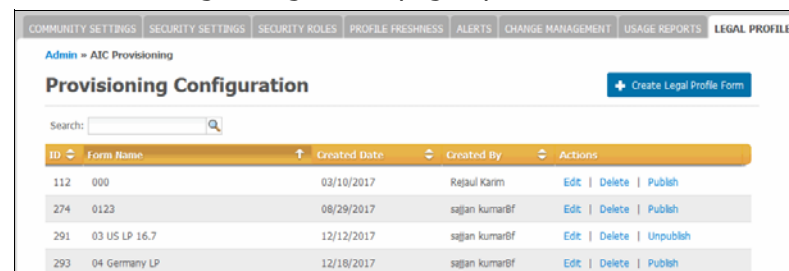 COMMUNITY SETTINGS SECURITY SETTINGS SECURITY ROLES PROFILE FRESHNESS ALERTS CHANGE MANAGEMENT USAGE REPORTS LEGAL PROFILE
Admin » AIC Provisioning
Provisioning Configuration
Create Legal Profile Form
Search:
ID Form Name Created Date Created By Actions
112 000 03/10/2017 Rejaul Karim Edit | Delete | Publish
274 0123 08/29/2017 sajjan kumarBf Edit | Delete | Publish
291 03 US LP 16.7 12/12/2017 sajjan kumarBf Edit | Delete | Unpublish
293 04 Germany LP 12/18/2017 sajjan kumarBf Edit | Delete | Publish